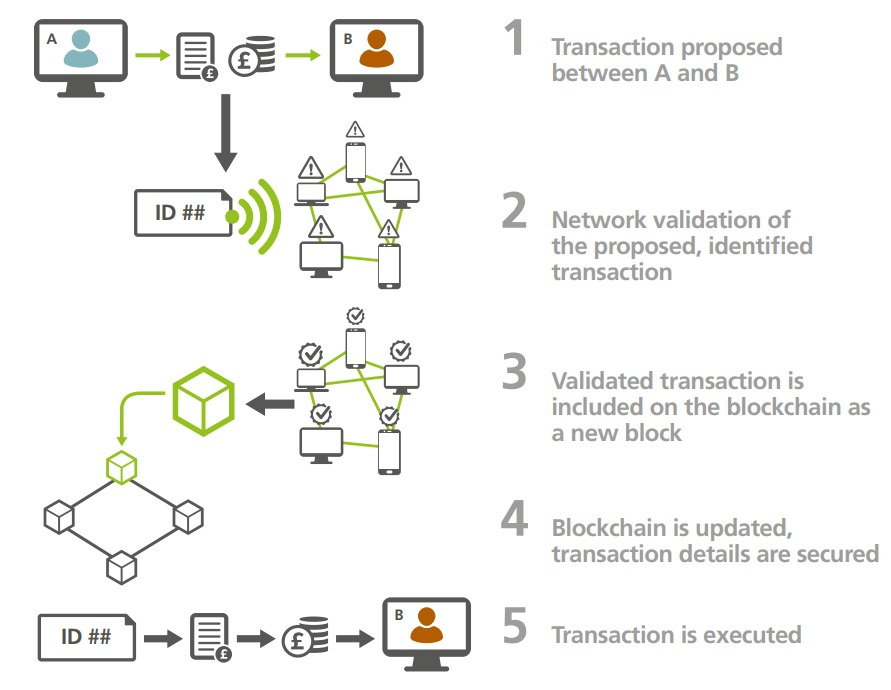 A
£
£
B
1
Transaction proposed
between A and B
ID ##
2
Network validation of
the proposed, identified
transaction
3
Validated transaction is
included on the blockchain as
a new block
4
Blockchain is updated,
transaction details are secured
ID ##
£
£
B
5
Transaction is executed